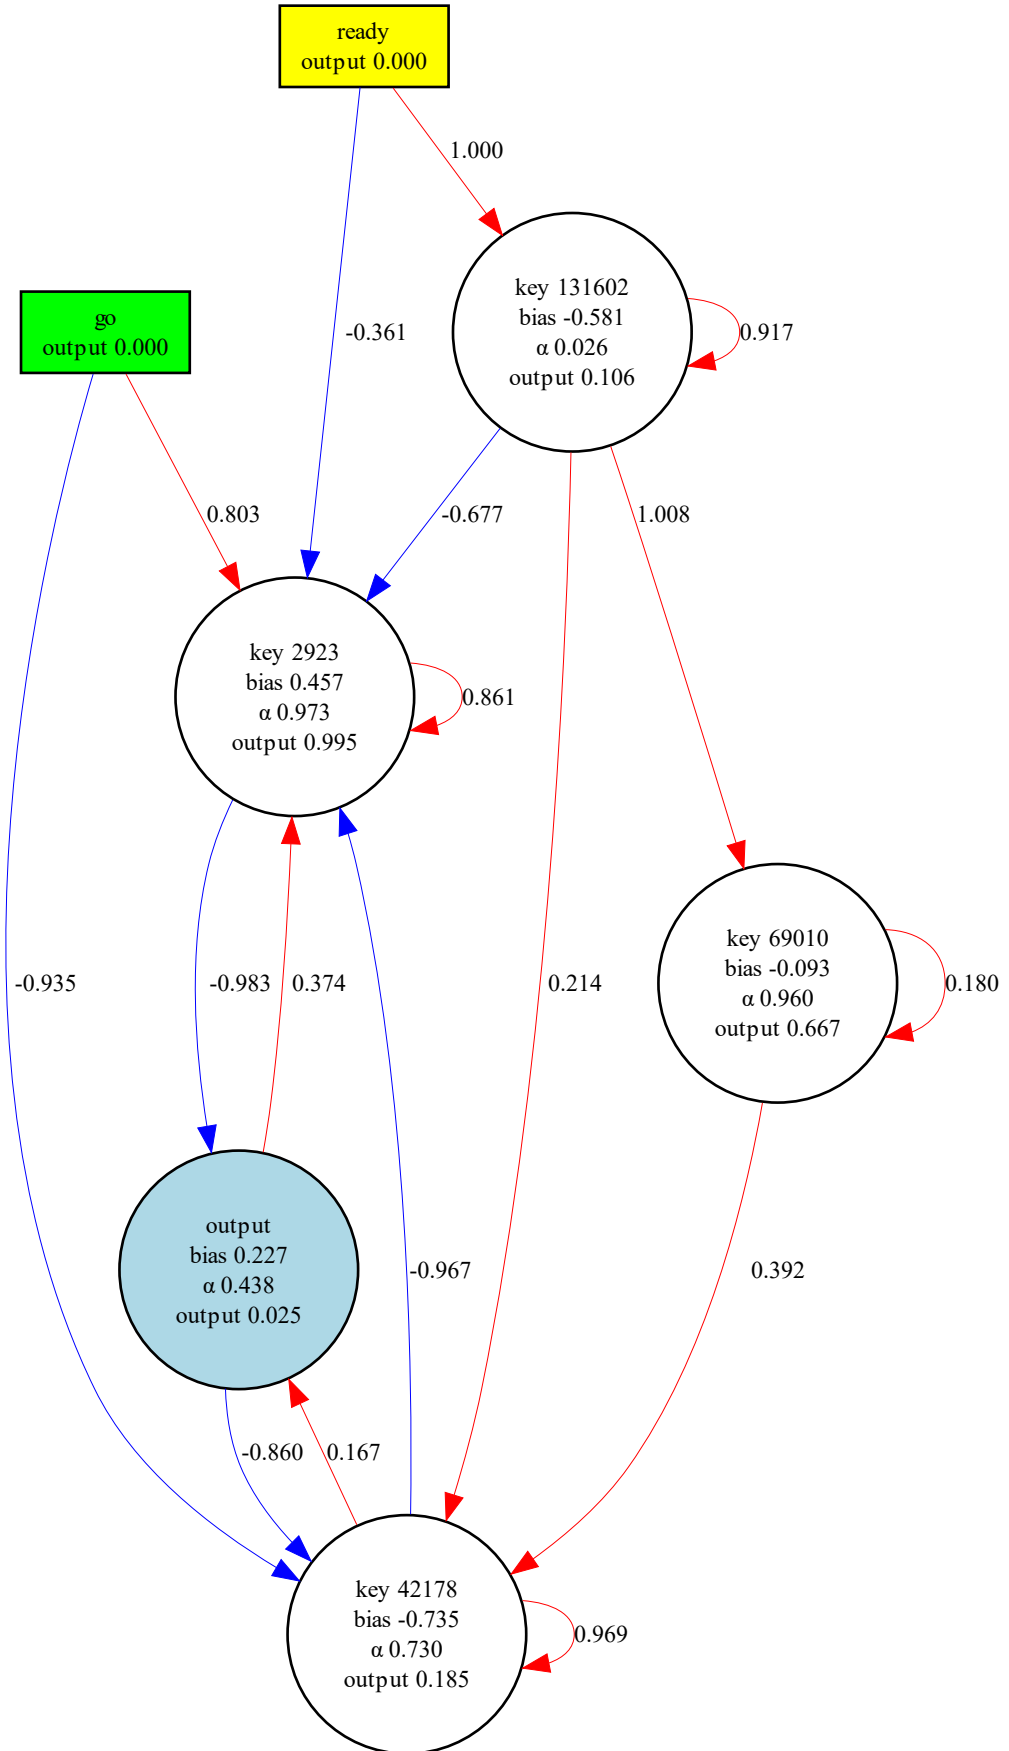 ready
output 0.000
1.000
key 131602
bias -0.581
α 0.026
output 0.106
0.917
-0.361
go
output 0.000
0.803
-0.677
1.008
key 2923
bias 0.457
α 0.973
output 0.995
0.861
key 69010
bias -0.093
α 0.960
output 0.667
0.180
-0.935
-0.983
0.374
0.214
output
bias 0.227
α 0.438
output 0.025
-0.967
0.392
-0.860
0.167
key 42178
bias -0.735
α 0.730
output 0.185
0.969